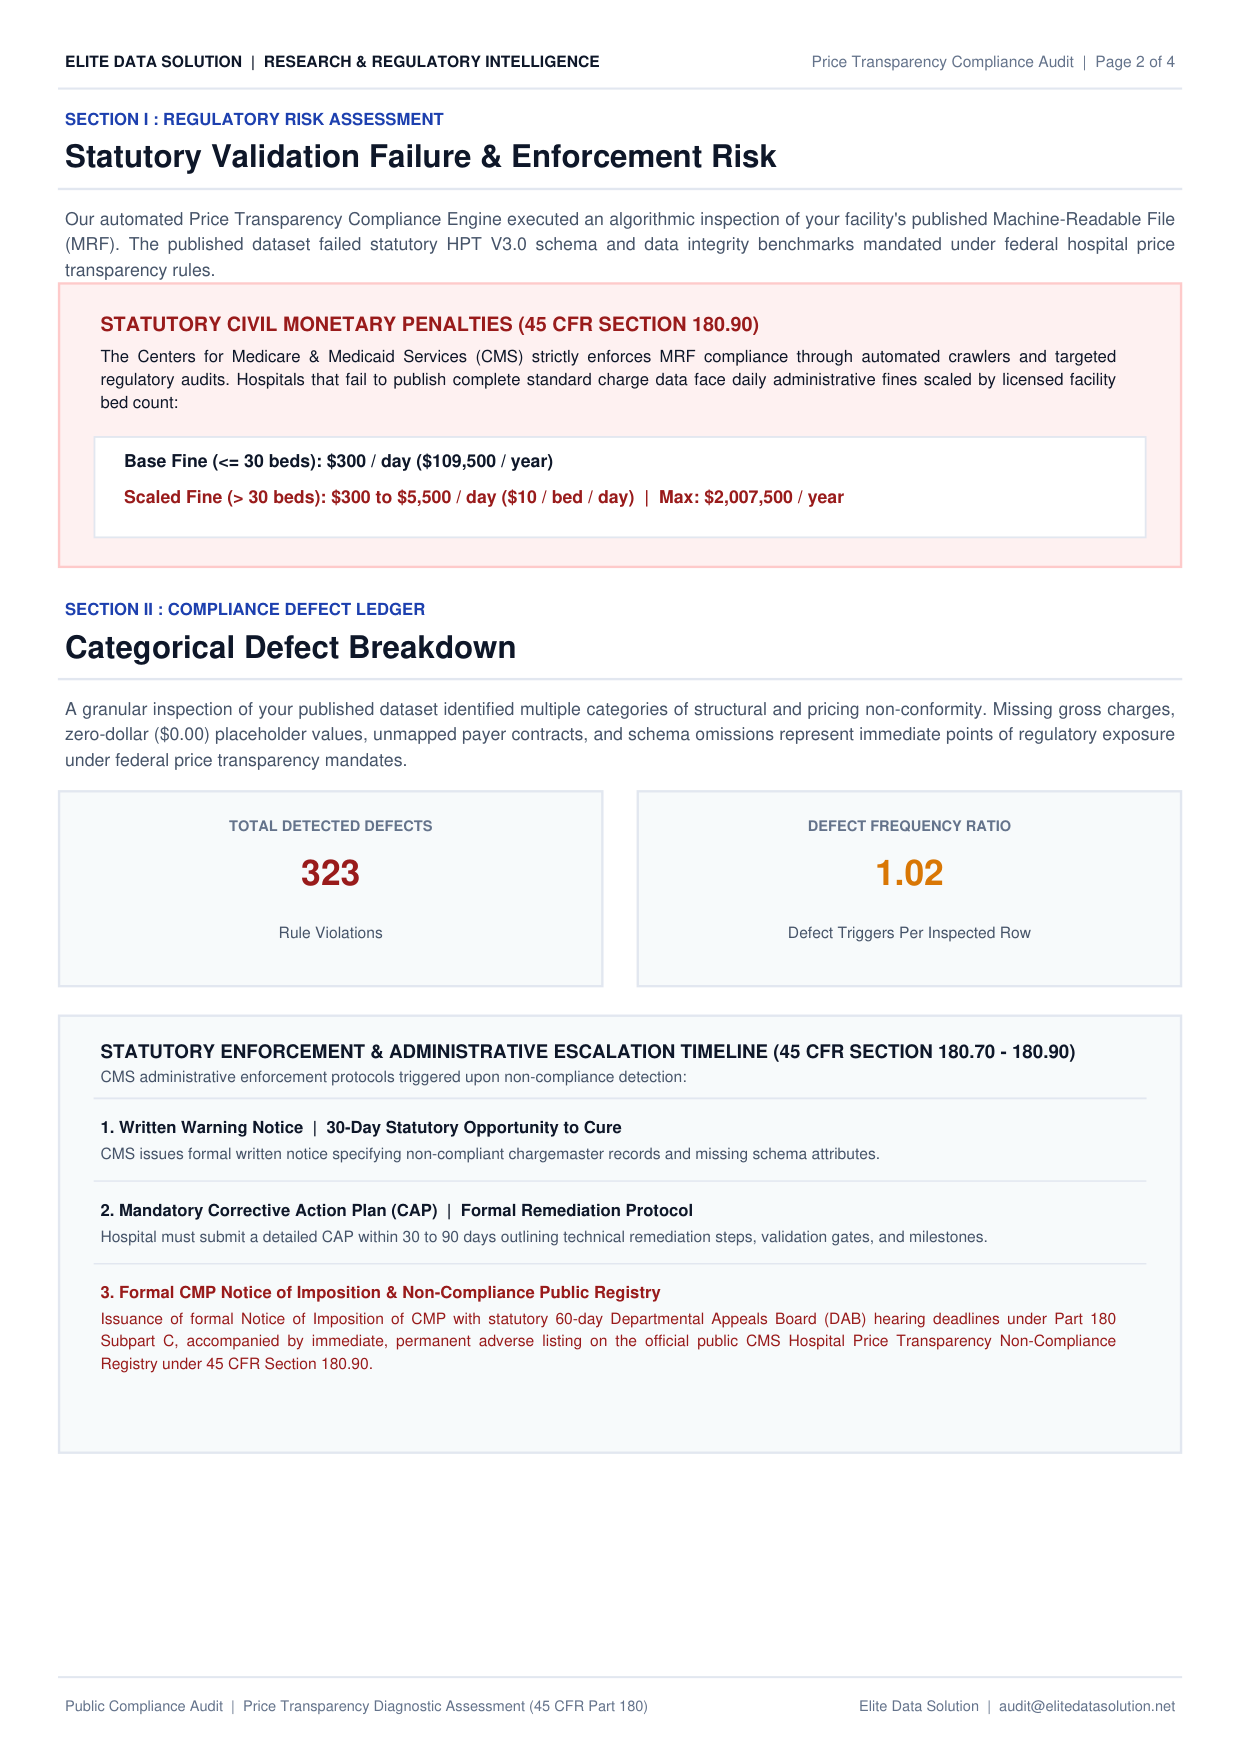 ELITE DATA SOLUTION | RESEARCH & REGULATORY INTELLIGENCE
Price Transparency Compliance Audit | Page 2 of 4
SECTION I : REGULATORY RISK ASSESSMENT
Statutory Validation Failure & Enforcement Risk
Our automated Price Transparency Compliance Engine executed an algorithmic inspection of your facility's published Machine-Readable File
(MRF). The published dataset failed statutory HPT V3.0 schema and data integrity benchmarks mandated under federal hospital price
transparency rules.
STATUTORY CIVIL MONETARY PENALTIES (45 CFR SECTION 180.90)
The Centers for Medicare & Medicaid Services (CMS) strictly enforces MRF compliance through automated crawlers and targeted
regulatory audits. Hospitals that fail to publish complete standard charge data face daily administrative fines scaled by licensed facility
bed count:
Base Fine (<= 30 beds): $300 / day ($109,500 / year)
Scaled Fine (> 30 beds): $300 to $5,500 / day ($10 / bed / day) | Max: $2,007,500 / year
SECTION II : COMPLIANCE DEFECT LEDGER
Categorical Defect Breakdown
A granular inspection of your published dataset identified multiple categories of structural and pricing non-conformity. Missing gross charges,
zero-dollar ($0.00) placeholder values, unmapped payer contracts, and schema omissions represent immediate points of regulatory exposure
under federal price transparency mandates.
TOTAL DETECTED DEFECTS
323
Rule Violations
DEFECT FREQUENCY RATIO
1.02
Defect Triggers Per Inspected Row
STATUTORY ENFORCEMENT & ADMINISTRATIVE ESCALATION TIMELINE (45 CFR SECTION 180.70 - 180.90)
CMS administrative enforcement protocols triggered upon non-compliance detection:
1. Written Warning Notice | 30-Day Statutory Opportunity to Cure
CMS issues formal written notice specifying non-compliant chargemaster records and missing schema attributes.
2. Mandatory Corrective Action Plan (CAP) | Formal Remediation Protocol
Hospital must submit a detailed CAP within 30 to 90 days outlining technical remediation steps, validation gates, and milestones.
3. Formal CMP Notice of Imposition & Non-Compliance Public Registry
Issuance of formal Notice of Imposition of CMP with statutory 60-day Departmental Appeals Board (DAB) hearing deadlines under Part 180
Subpart C, accompanied by immediate, permanent adverse listing on the official public CMS Hospital Price Transparency Non-Compliance
Registry under 45 CFR Section 180.90.
Public Compliance Audit | Price Transparency Diagnostic Assessment (45 CFR Part 180)
Elite Data Solution | audit@elitedatasolution.net